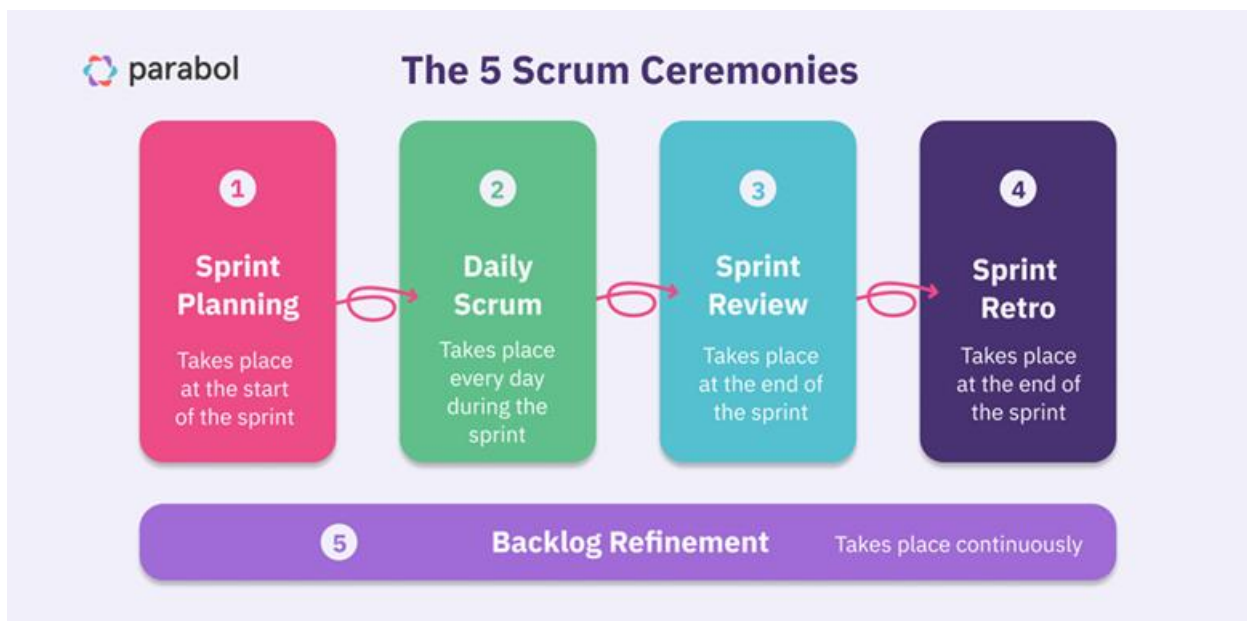 parabol
The 5 Scrum Ceremonies
1
Sprint
Planning
Takes place
at the start
of the sprint
2
Daily
Scrum
Takes place
every day
during the
sprint
3
Sprint
Review
Takes place
at the end of
the sprint
4
Sprint
Retro
Takes place
at the end of
the sprint
5 Backlog Refinement Takes place continuously